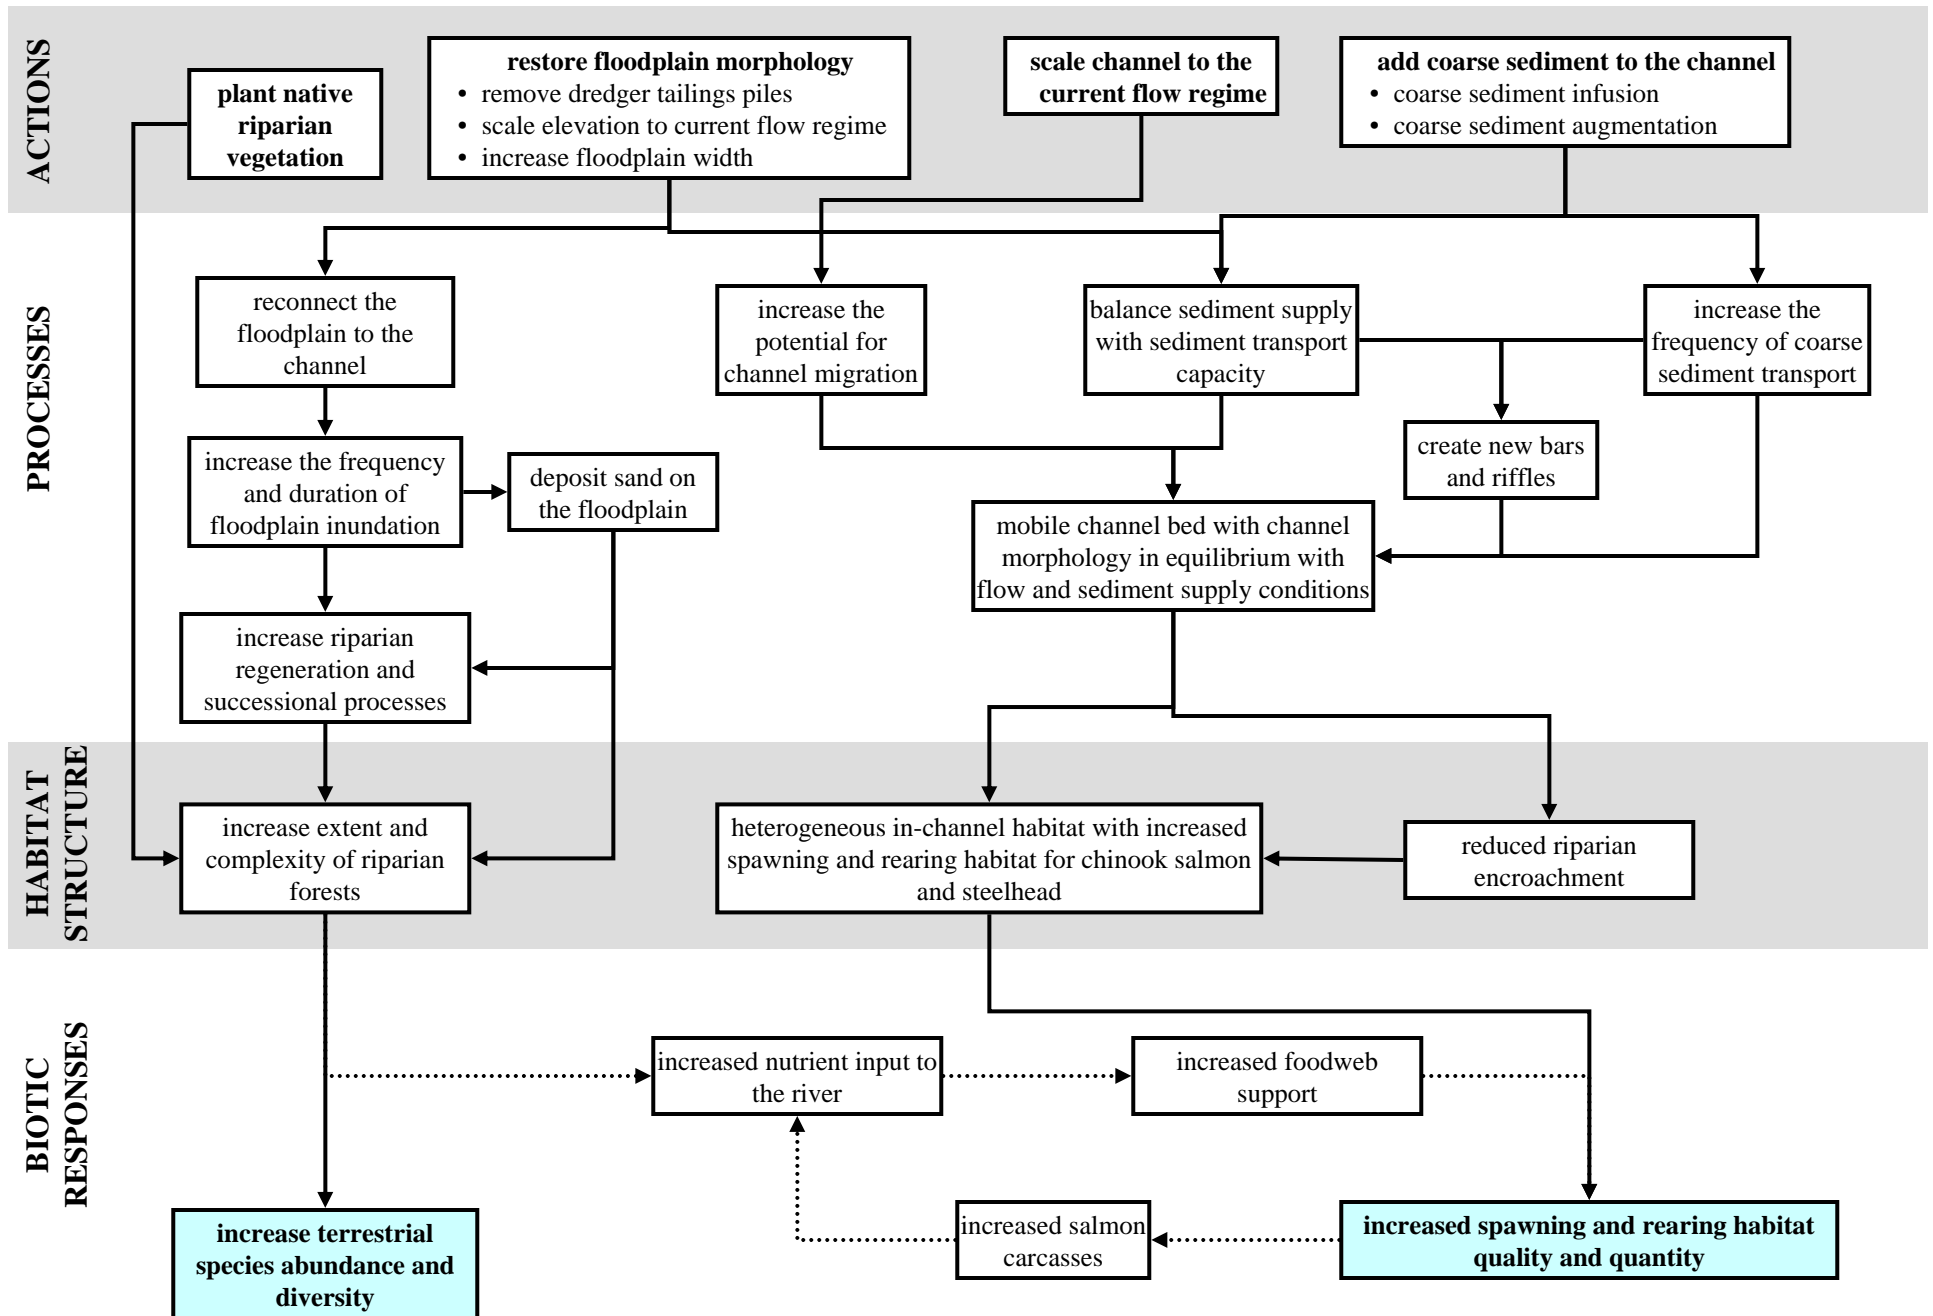 ACTIONS
plant native
riparian
vegetation
restore floodplain morphology
• remove dredger tailings piles
• scale elevation to current flow regime
• increase floodplain width
scale channel to the
current flow regime
add coarse sediment to the channel
• coarse sediment infusion
• coarse sediment augmentation
PROCESSES
reconnect the
floodplain to the
channel
increase the
potential for
channel migration
balance sediment supply
with sediment transport
capacity
increase the
frequency of coarse
sediment transport
increase the frequency
and duration of
floodplain inundation
deposit sand on
the floodplain
create new bars
and riffles
mobile channel bed with channel
morphology in equilibrium with
flow and sediment supply conditions
increase riparian
regeneration and
successional processes
HABITAT
STRUCTURE
increase extent and
complexity of riparian
forests
heterogeneous in-channel habitat with increased
spawning and rearing habitat for chinook salmon
and steelhead
reduced riparian
encroachment
BIOTIC
RESPONSES
increased nutrient input to
the river
increased foodweb
support
increase terrestrial
species abundance and
diversity
increased salmon
carcasses
increased spawning and rearing habitat
quality and quantity